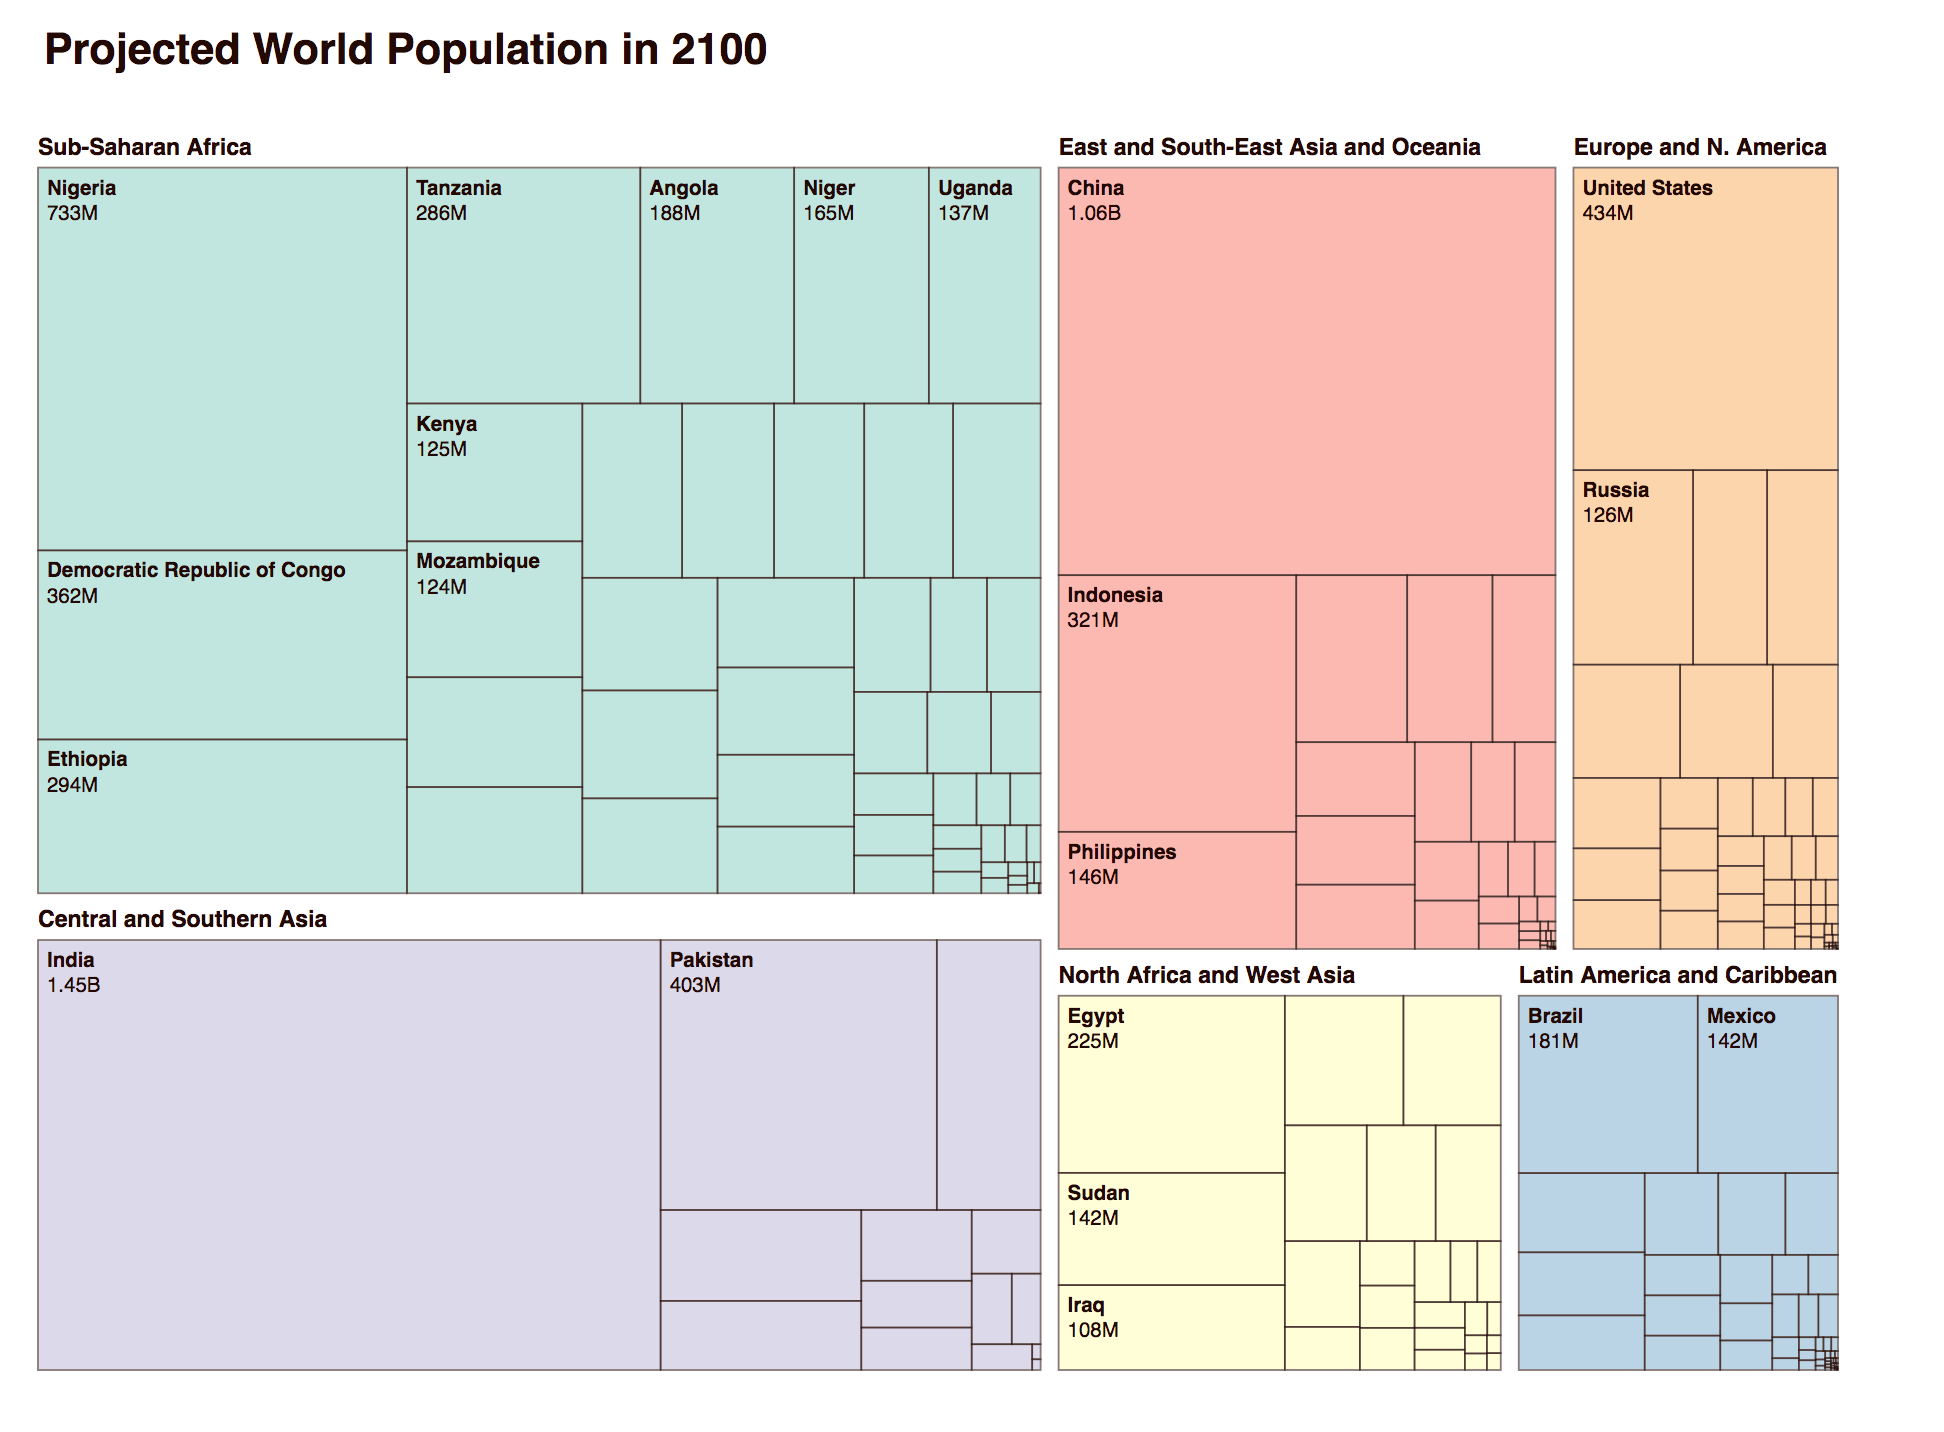 Projected World Population in 2100
Sub-Saharan Africa
Nigeria
733M
Tanzania
286M
Angola
188M
Niger
165M
Uganda
137M
Kenya
125M
Democratic Republic of Congo
362M
Mozambique
124M
Ethiopia
294M
East and South-East Asia and Oceania
China
1.06B
Indonesia
321M
Philippines
146M
Europe and N. America
United States
434M
Russia
126M
Central and Southern Asia
India
1.45B
Pakistan
403M
North Africa and West Asia
Egypt
225M
Sudan
142M
Iraq
108M
Latin America and Caribbean
Brazil
181M
Mexico
142M